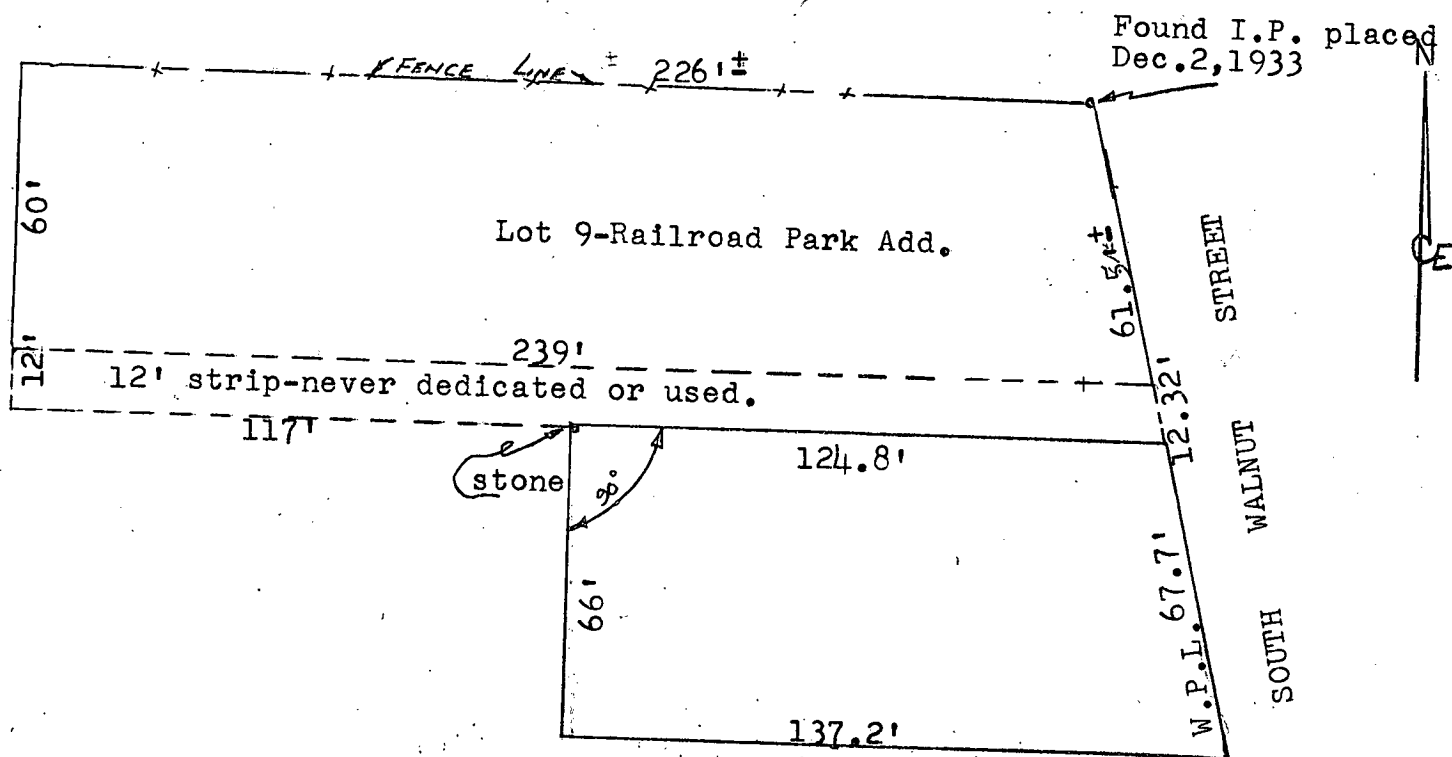 Found I.P. placed
Dec.2,1933
N
FENCE LINE ± 226'±
60'
Lot 9-Railroad Park Add.
61.5'±
STREET
E
12'
239'
12' strip-never dedicated or used.
12.32'
117'
124.8'
stone
90°
WALNUT
66'
W.P.L. 67.7'
SOUTH
137.2'